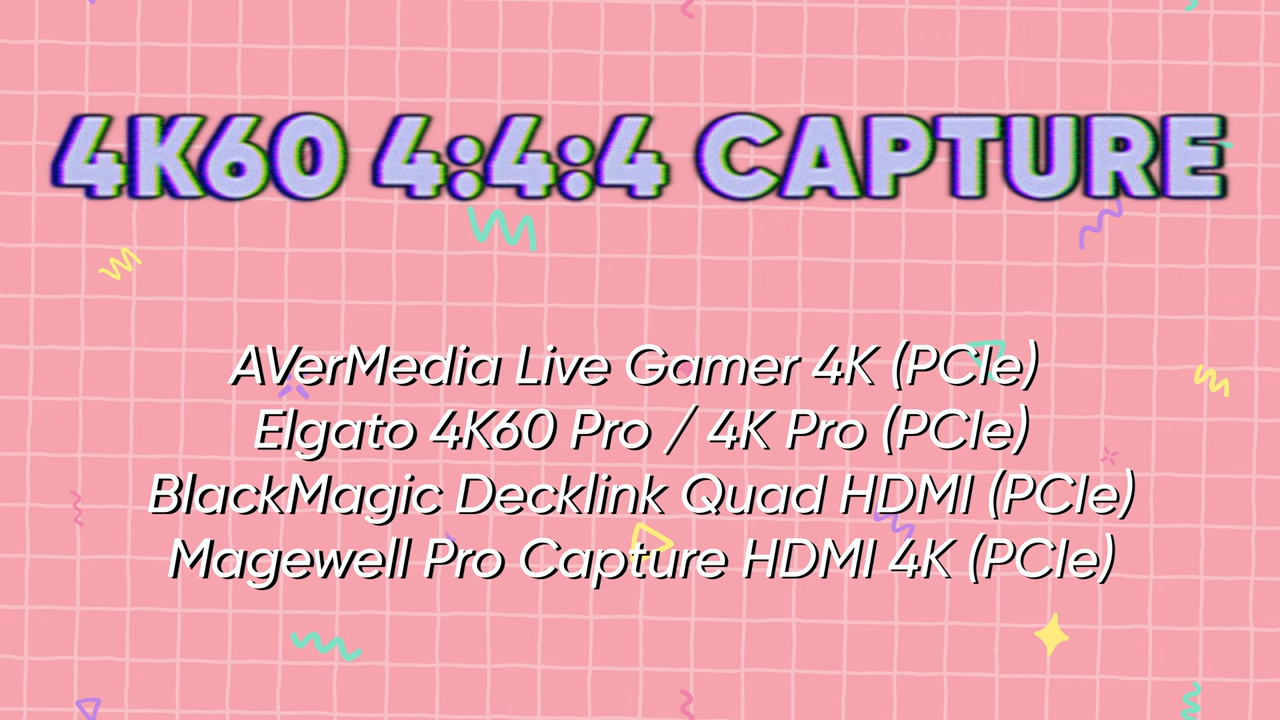 4K60 4:4:4 CAPTURE
AVerMedia Live Gamer 4K (PCIe)
Elgato 4K60 Pro / 4K Pro (PCIe)
BlackMagic Decklink Quad HDMI (PCIe)
Magewell Pro Capture HDMI 4K (PCIe)